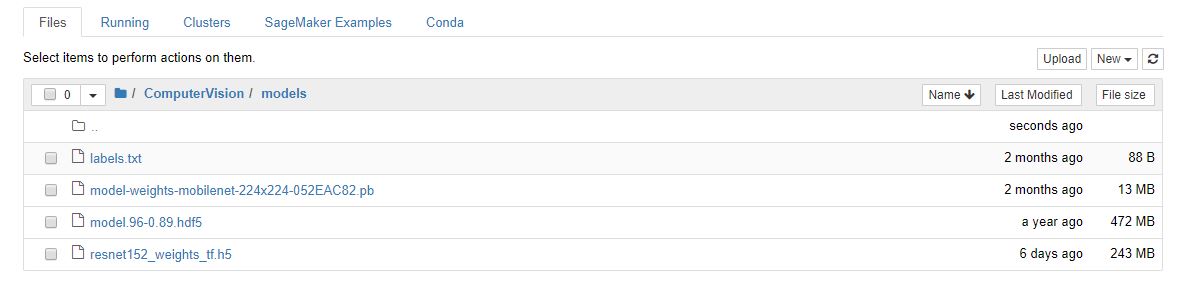 Files Running Clusters SageMaker Examples Conda
Select items to perform actions on them.
Upload New
0 / ComputerVision / models Name Last Modified File size
.. seconds ago
labels.txt 2 months ago 88 B
model-weights-mobilenet-224x224-052EAC82.pb 2 months ago 13 MB
model.96-0.89.hdf5 a year ago 472 MB
resnet152_weights_tf.h5 6 days ago 243 MB